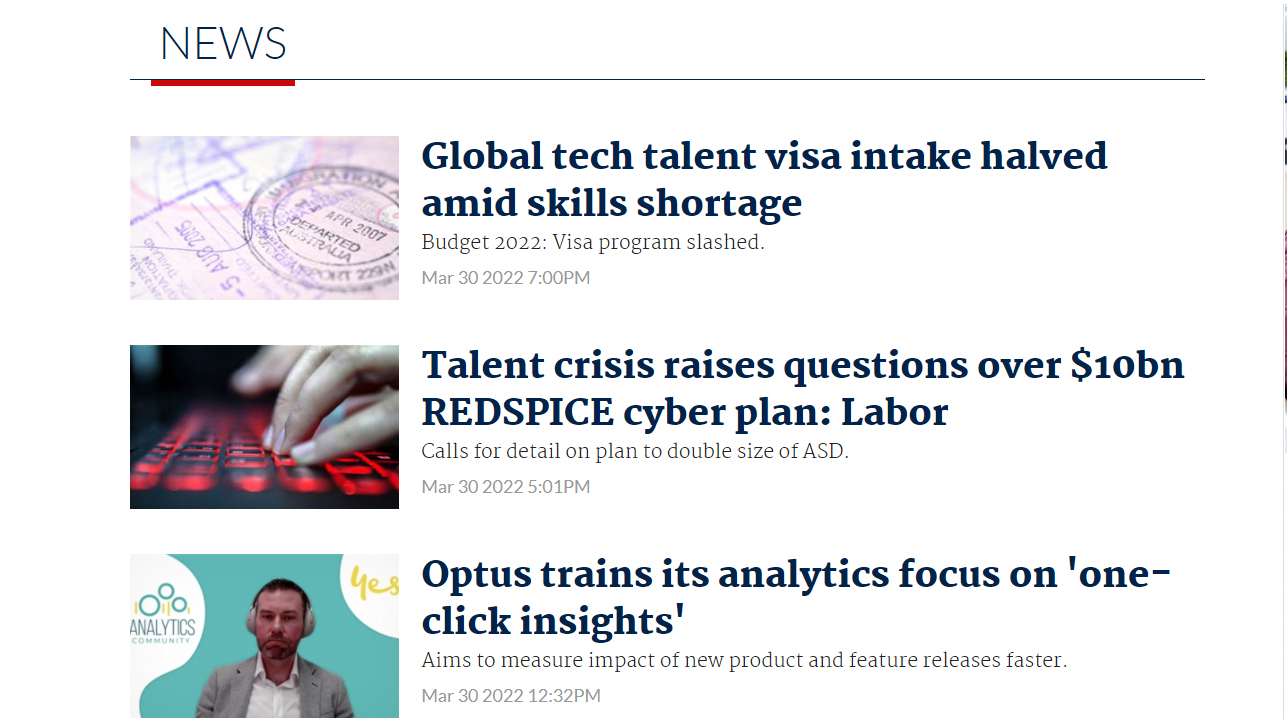 NEWS
Global tech talent visa intake halved
amid skills shortage
Budget 2022: Visa program slashed.
Mar 30 2022 7:00PM
IMMIGRATION
APR 2007
DEPARTED
AUSTRALIA
-5 AUG 2005
THAILAND
Talent crisis raises questions over $10bn
REDSPICE cyber plan: Labor
Calls for detail on plan to double size of ASD.
Mar 30 2022 5:01PM
Optus trains its analytics focus on 'one-
click insights'
Aims to measure impact of new product and feature releases faster.
Mar 30 2022 12:32PM
ANALYTICS
COMMUNITY
yes